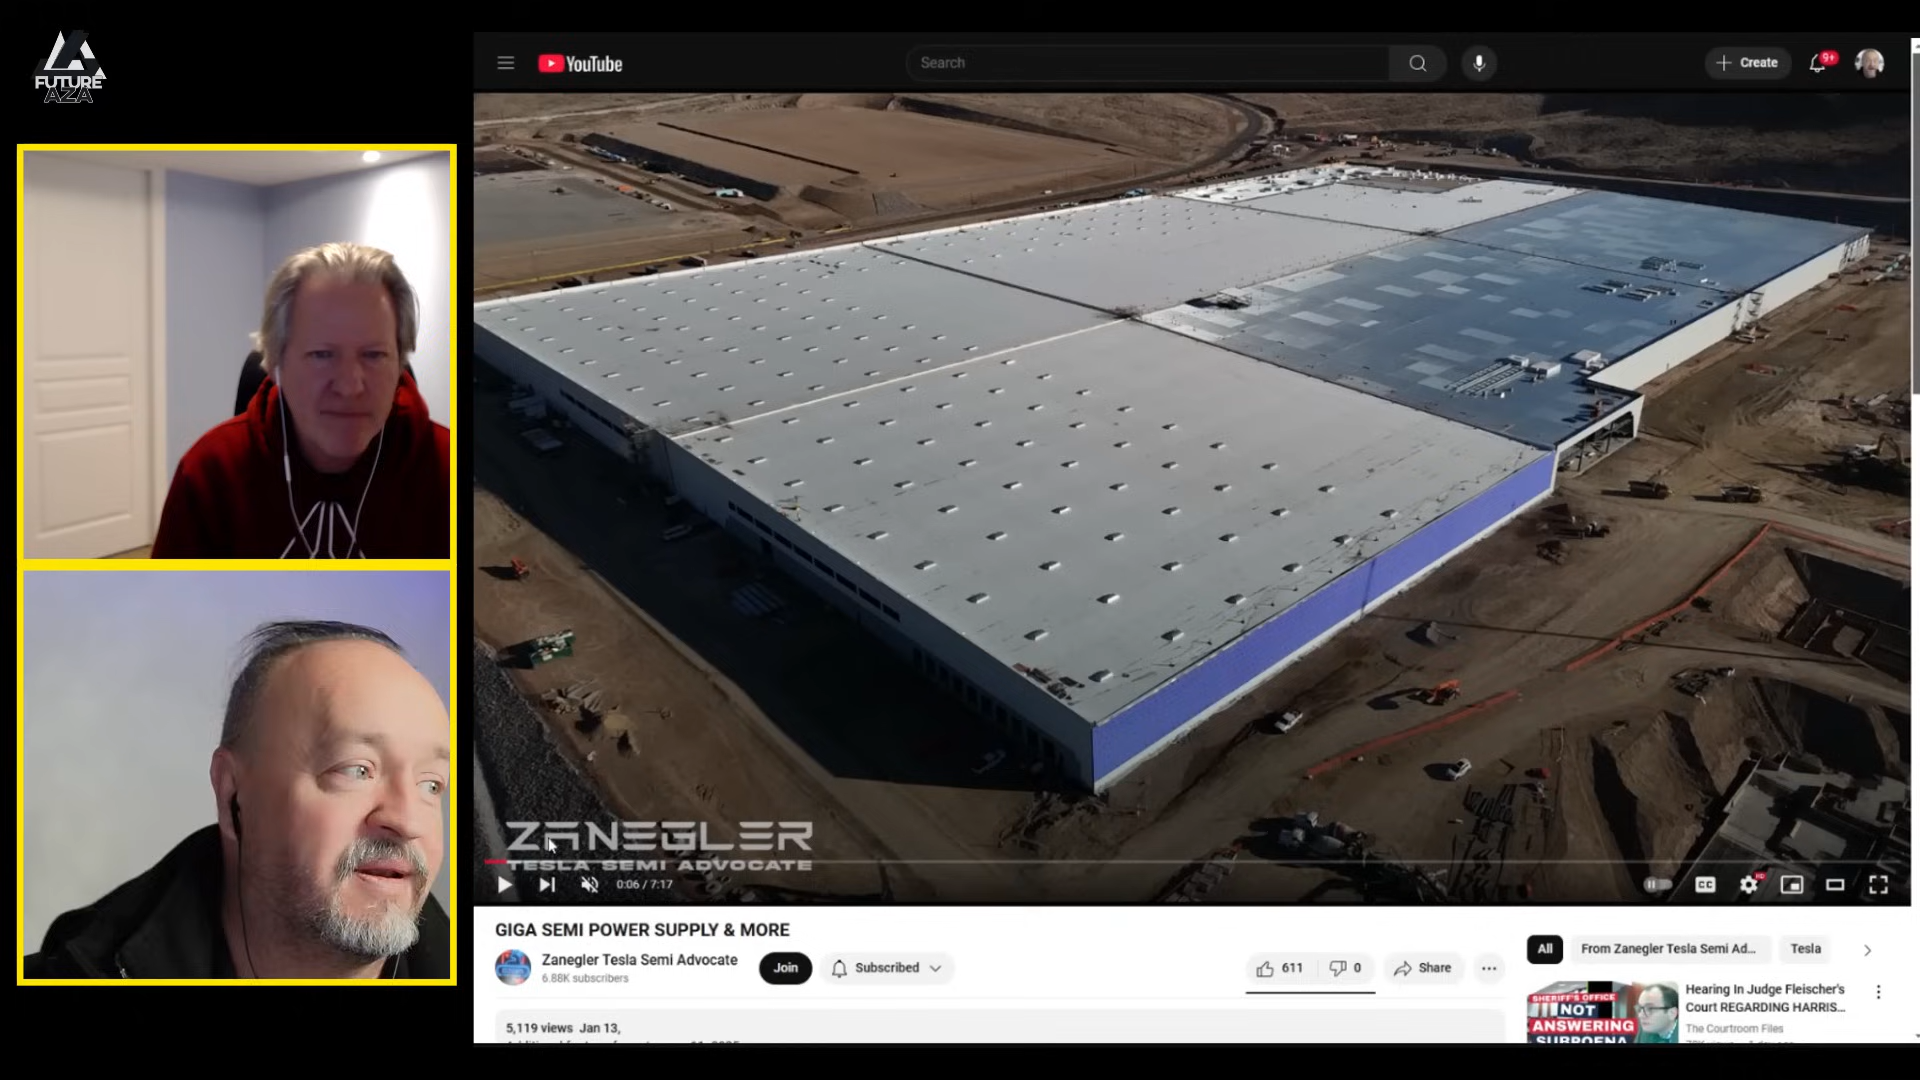 FUTURE
AZA
YouTube
Search
Create
9+
ZANEGLER
TESLA SEMI ADVOCATE
0:06 / 7:17
CC
HD
GIGA SEMI POWER SUPPLY & MORE
Zanegler Tesla Semi Advocate
6.88K subscribers
Join
Subscribed
611
0
Share
5,119 views Jan 13,
All
From Zanegler Tesla Semi Ad...
Tesla
SHERIFF'S OFFICE
NOT
ANSWERING
SUBPOENA
Hearing In Judge Fleischer's
Court REGARDING HARRIS...
The Courtroom Files